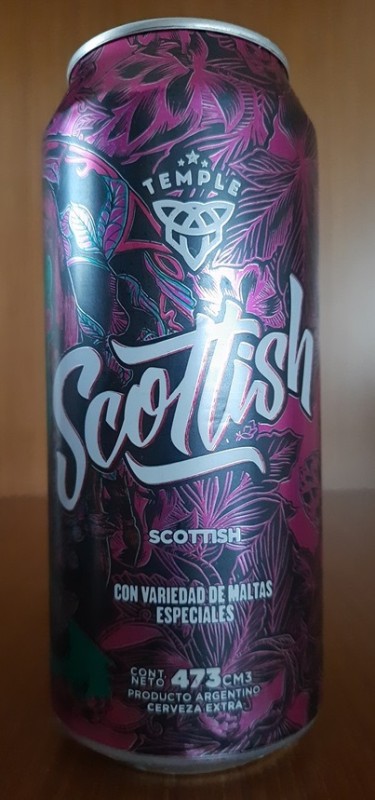 TEMPLE
Scottish
SCOTTISH
CON VARIEDAD DE MALTAS
ESPECIALES
CONT. NETO 473 CM3
PRODUCTO ARGENTINO
CERVEZA EXTRA